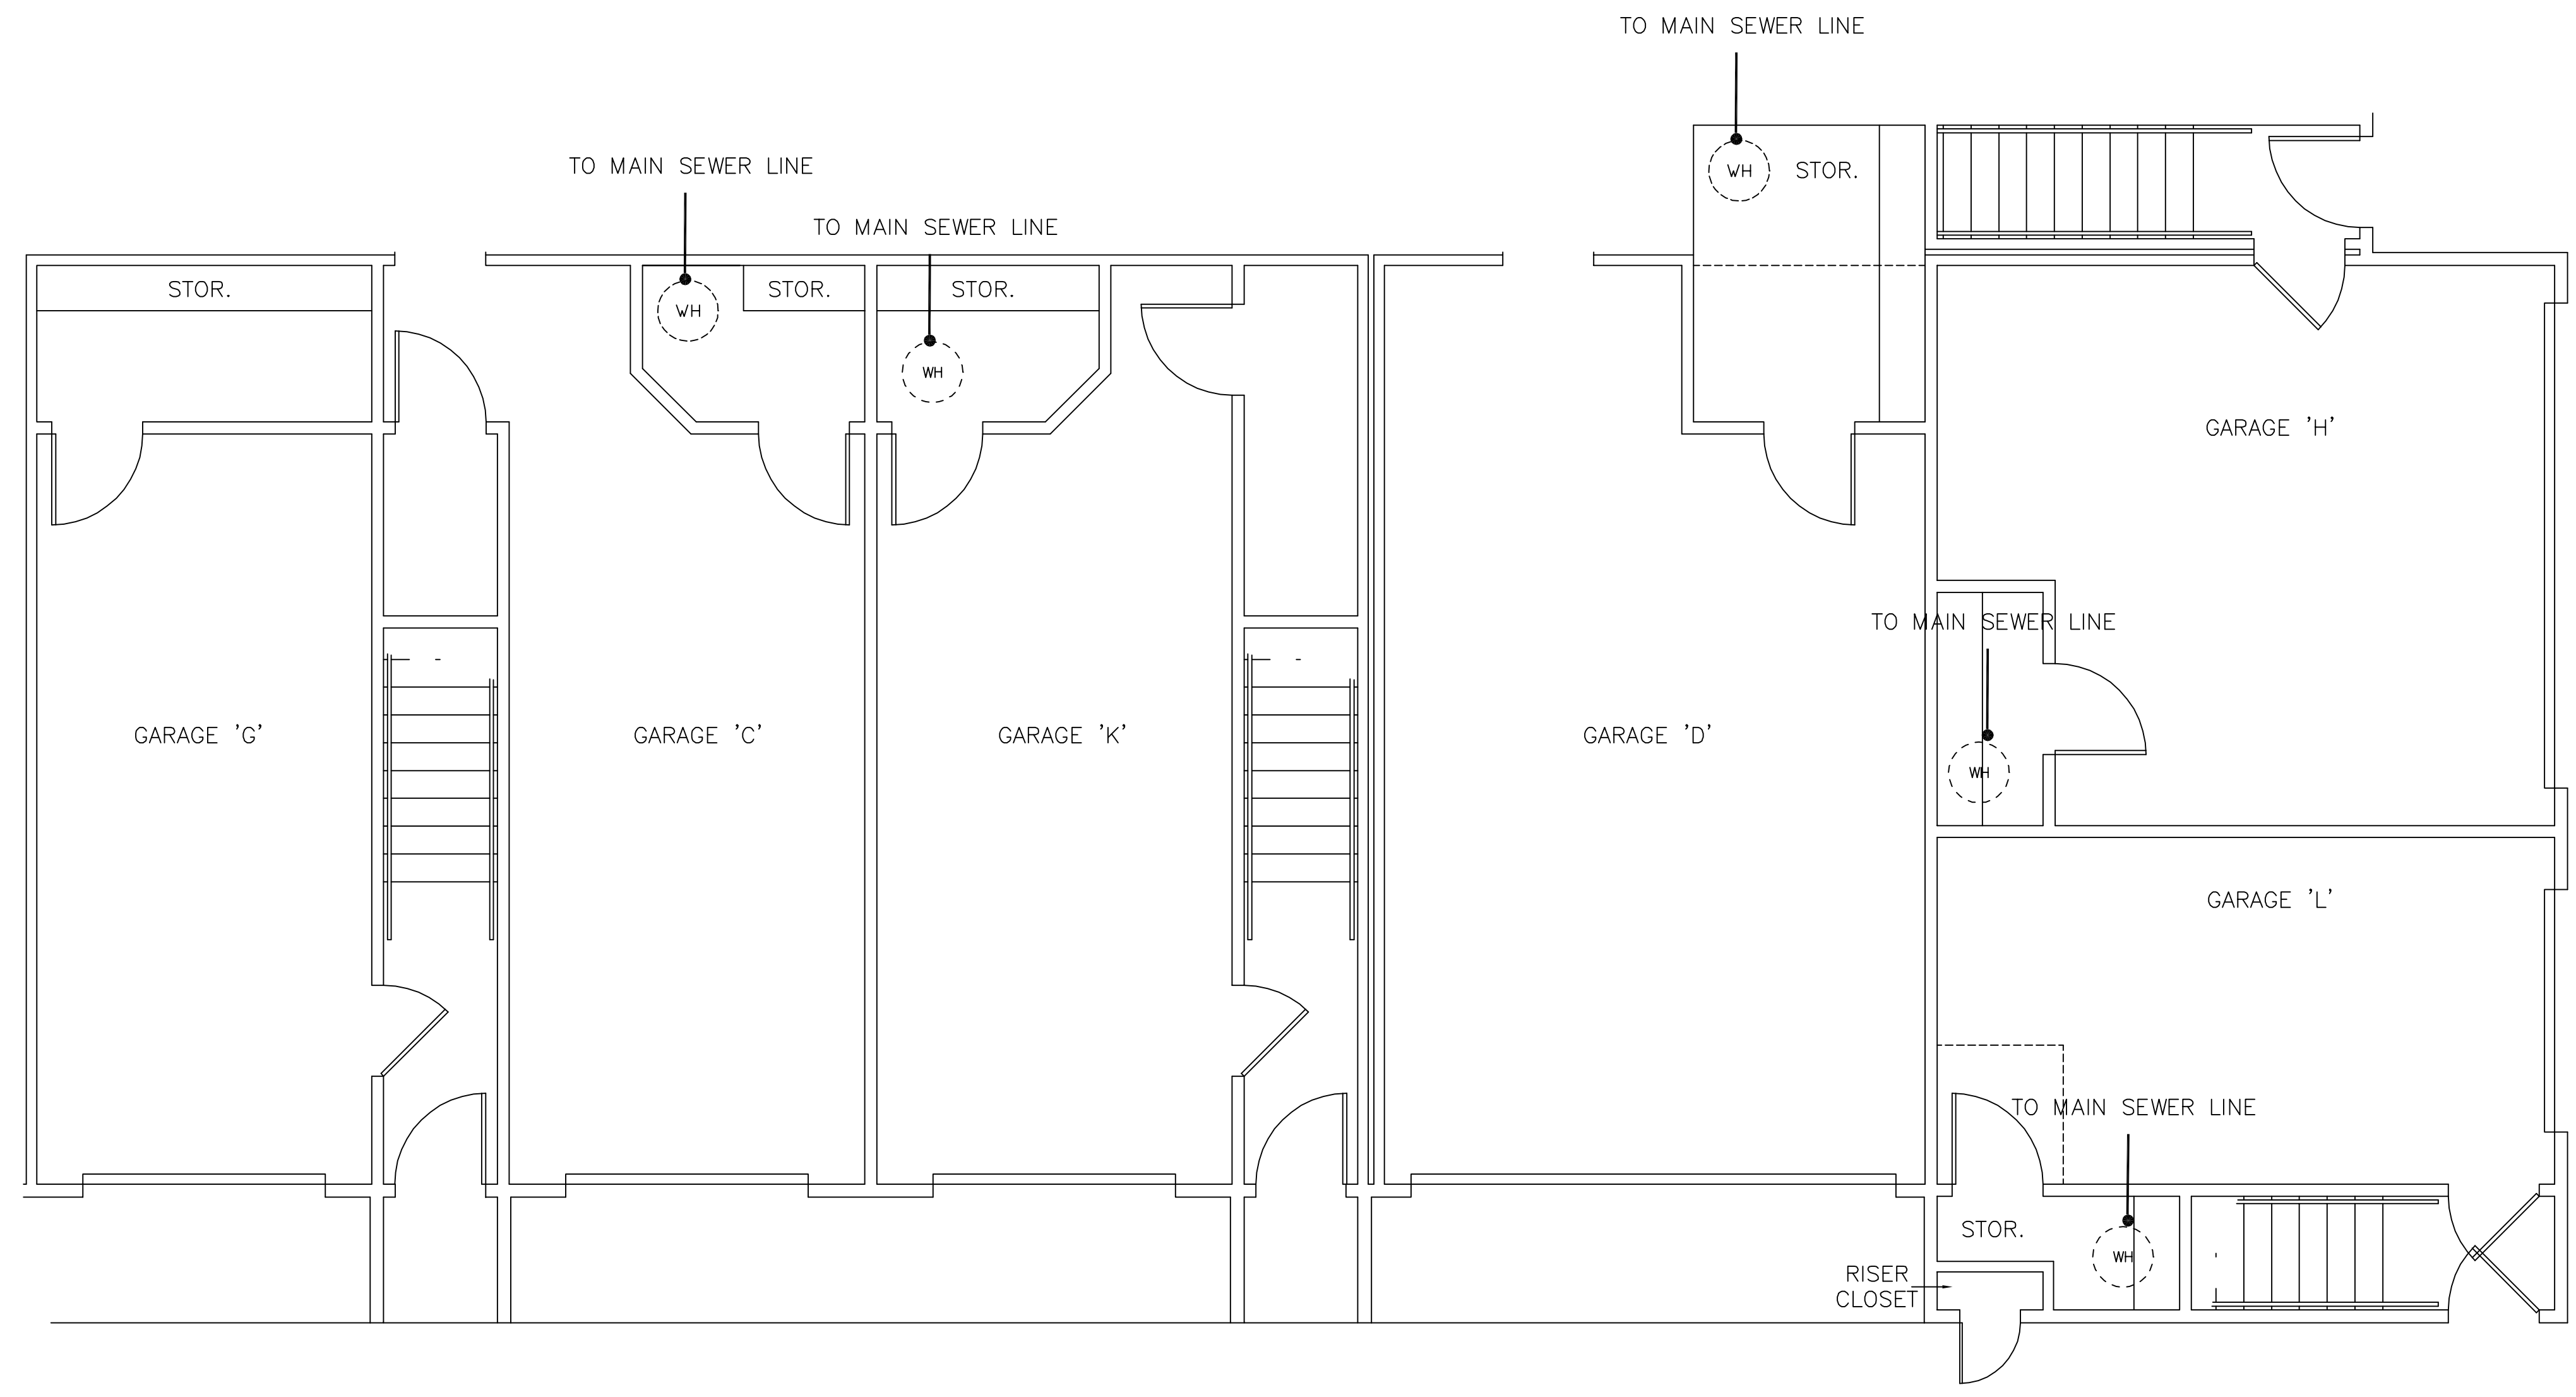 TO MAIN SEWER LINE
TO MAIN SEWER LINE
TO MAIN SEWER LINE
WH
STOR.
STOR.
WH
STOR.
STOR.
WH
GARAGE 'H'
TO MAIN SEWER LINE
GARAGE 'G'
GARAGE 'C'
GARAGE 'K'
GARAGE 'D'
WH
GARAGE 'L'
TO MAIN SEWER LINE
STOR.
WH
RISER
CLOSET